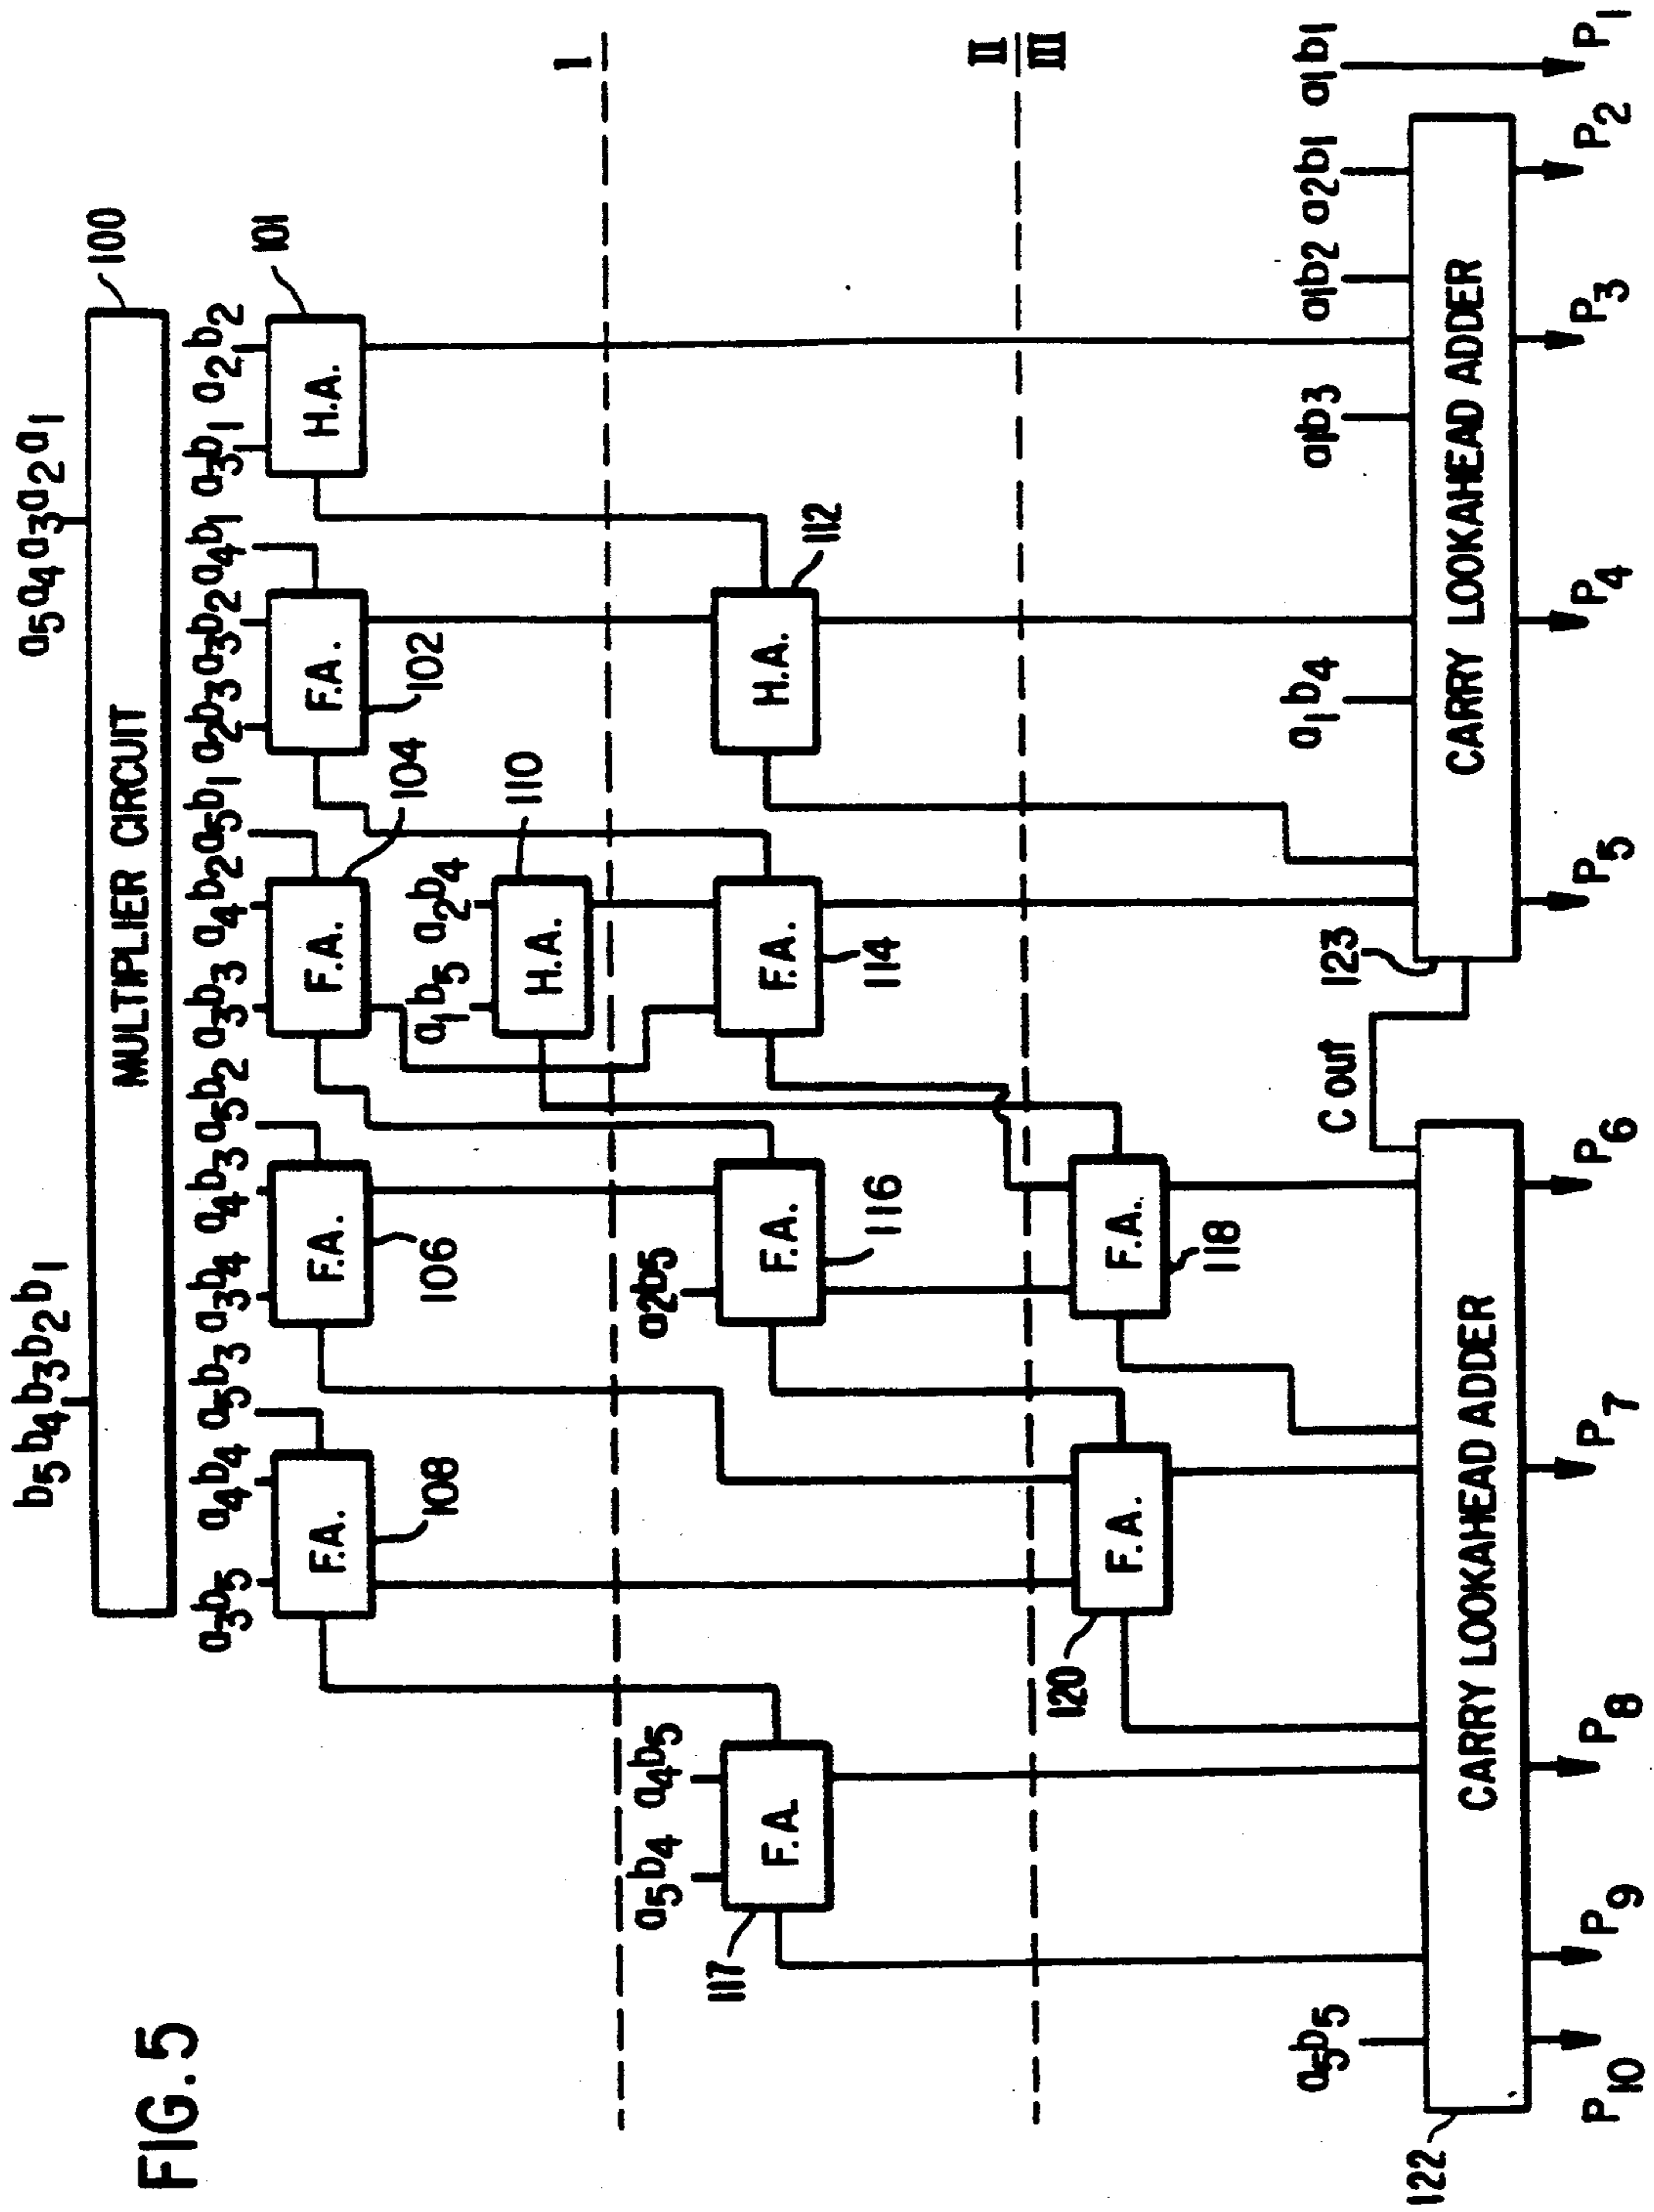 FIG. 5
b5 b4 b3 b2 b1
a5 a4 a3 a2 a1
MULTIPLIER CIRCUIT
100
a3b5 a4b4 a5b3 a3b4 a4b3 a5b2 a3b3 a4b2 a5b1 a2b3 a3b2 a4b1 a3b1 a2b2
F.A. 108
F.A. 106
F.A. 104
F.A. 102
H.A. 101
a1b5 a2b4
H.A. 110
I
a5b4 a4b5
a2b5
F.A. 117
F.A. 116
F.A. 114
H.A. 112
II
III
F.A. 120
F.A. 118
a5b5
C out
a1b4
a1b3
a1b2
a2b1
a1b1
CARRY LOOKAHEAD ADDER
122
CARRY LOOKAHEAD ADDER
123
P10 P9 P8 P7 P6 P5 P4 P3 P2 P1